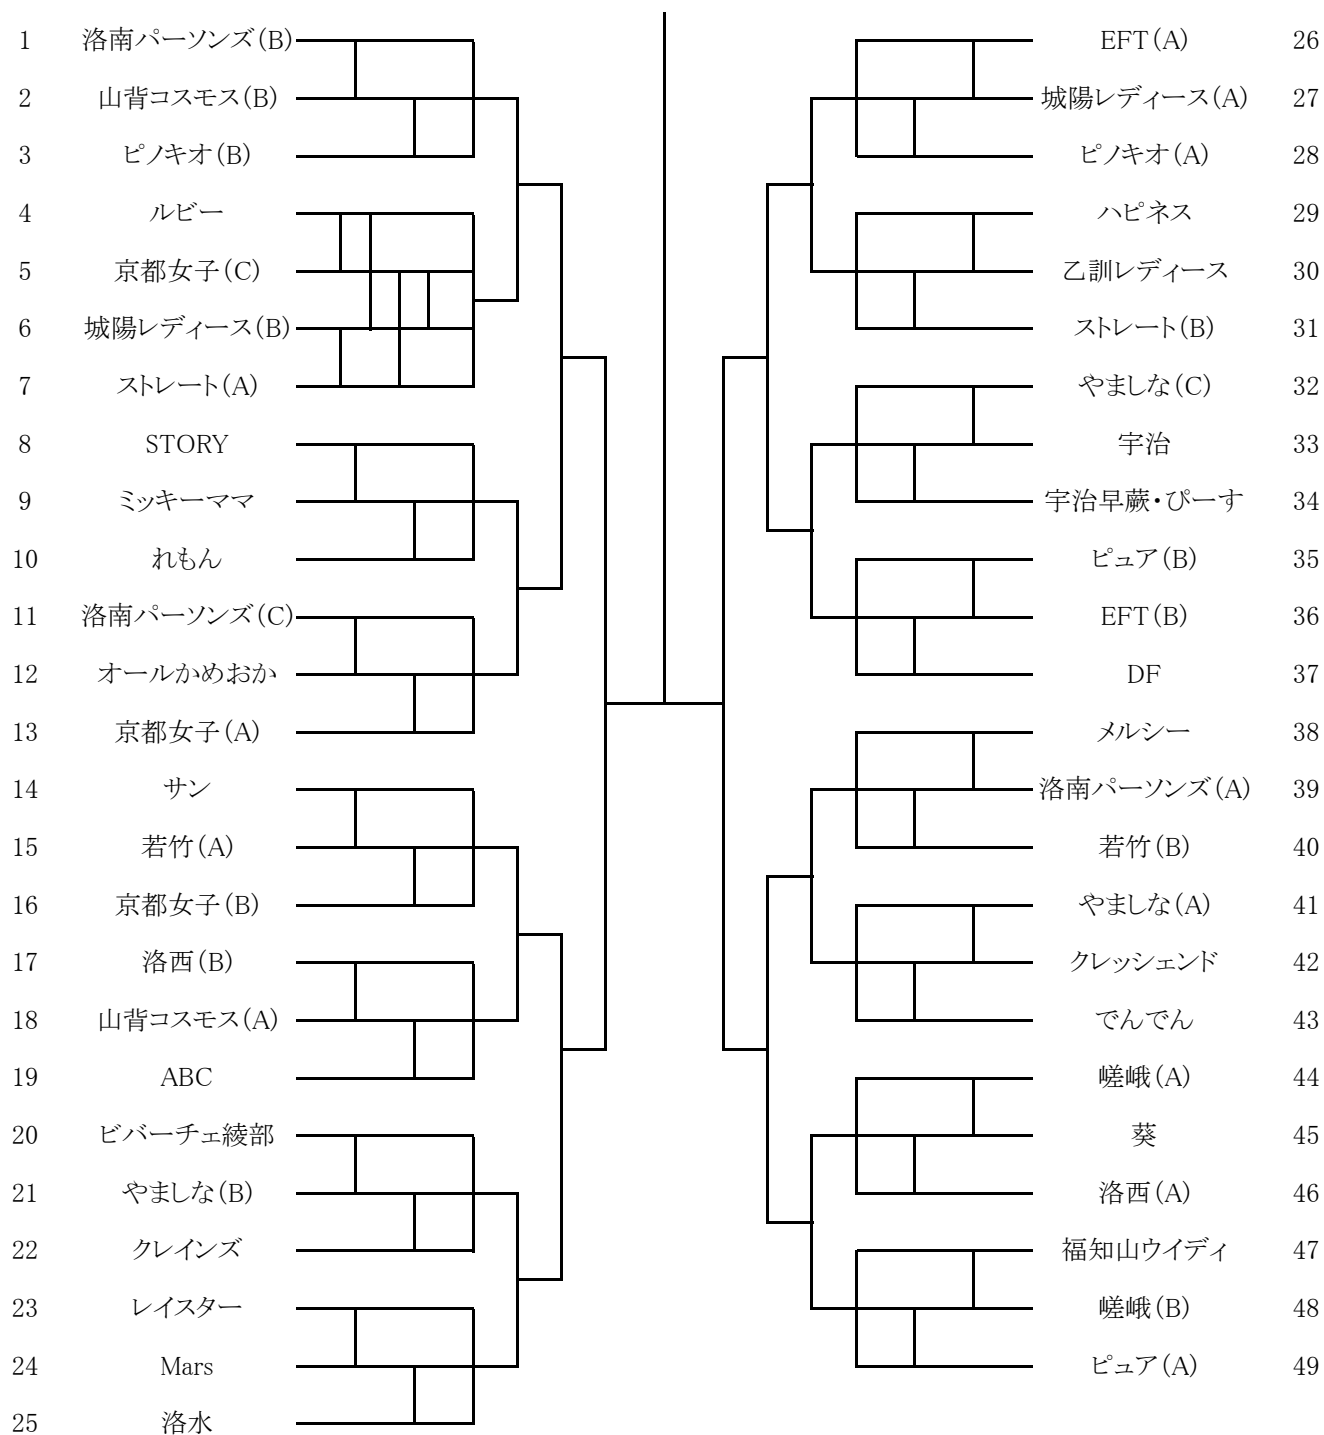 1 洛南パーソンズ(B)
2 山背コスモス(B)
3 ピノキオ(B)
4 ルビー
5 京都女子(C)
6 城陽レディース(B)
7 ストレート(A)
8 STORY
9 ミッキーママ
10 れもん
11 洛南パーソンズ(C)
12 オールかめおか
13 京都女子(A)
14 サン
15 若竹(A)
16 京都女子(B)
17 洛西(B)
18 山背コスモス(A)
19 ABC
20 ビバーチェ綾部
21 やましな(B)
22 クレインズ
23 レイスター
24 Mars
25 洛水
EFT(A) 26
城陽レディース(A) 27
ピノキオ(A) 28
ハピネス 29
乙訓レディース 30
ストレート(B) 31
やましな(C) 32
宇治 33
宇治早蕨・ぴーす 34
ピュア(B) 35
EFT(B) 36
DF 37
メルシー 38
洛南パーソンズ(A) 39
若竹(B) 40
やましな(A) 41
クレッシェンド 42
でんでん 43
嵯峨(A) 44
葵 45
洛西(A) 46
福知山ウイディ 47
嵯峨(B) 48
ピュア(A) 49